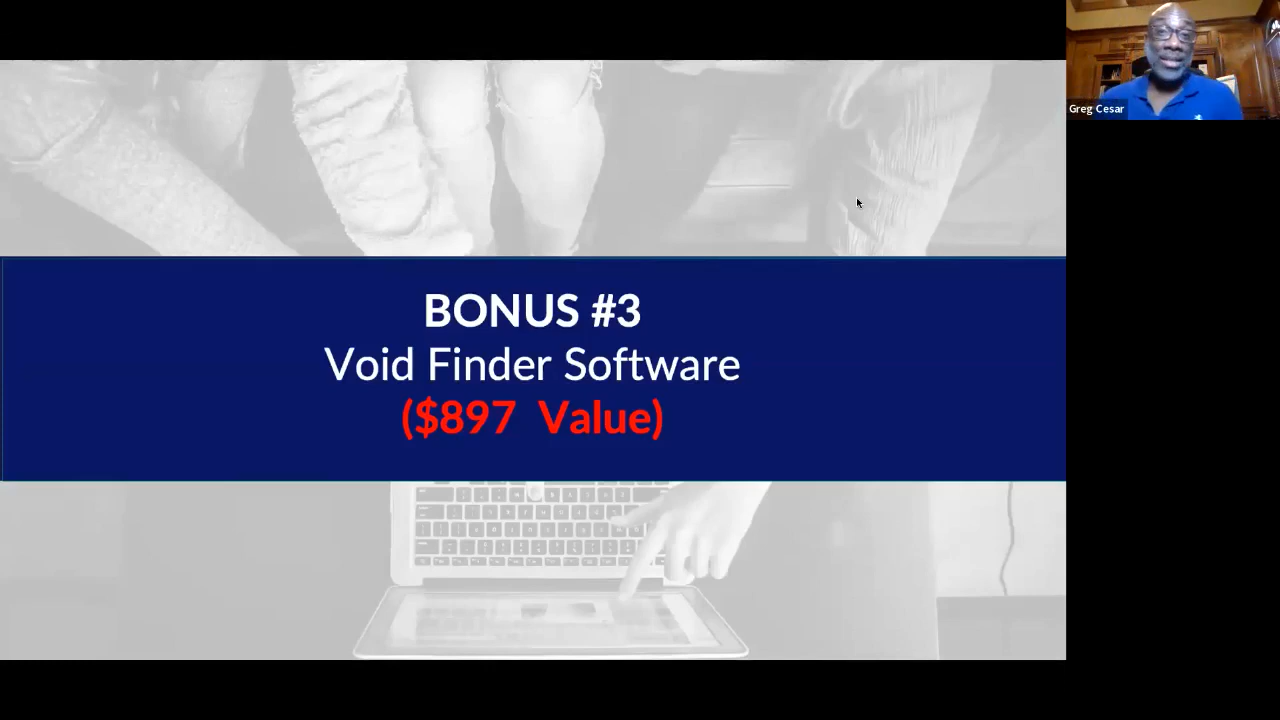 BONUS #3
Void Finder Software
($897 Value)
Greg Cesar